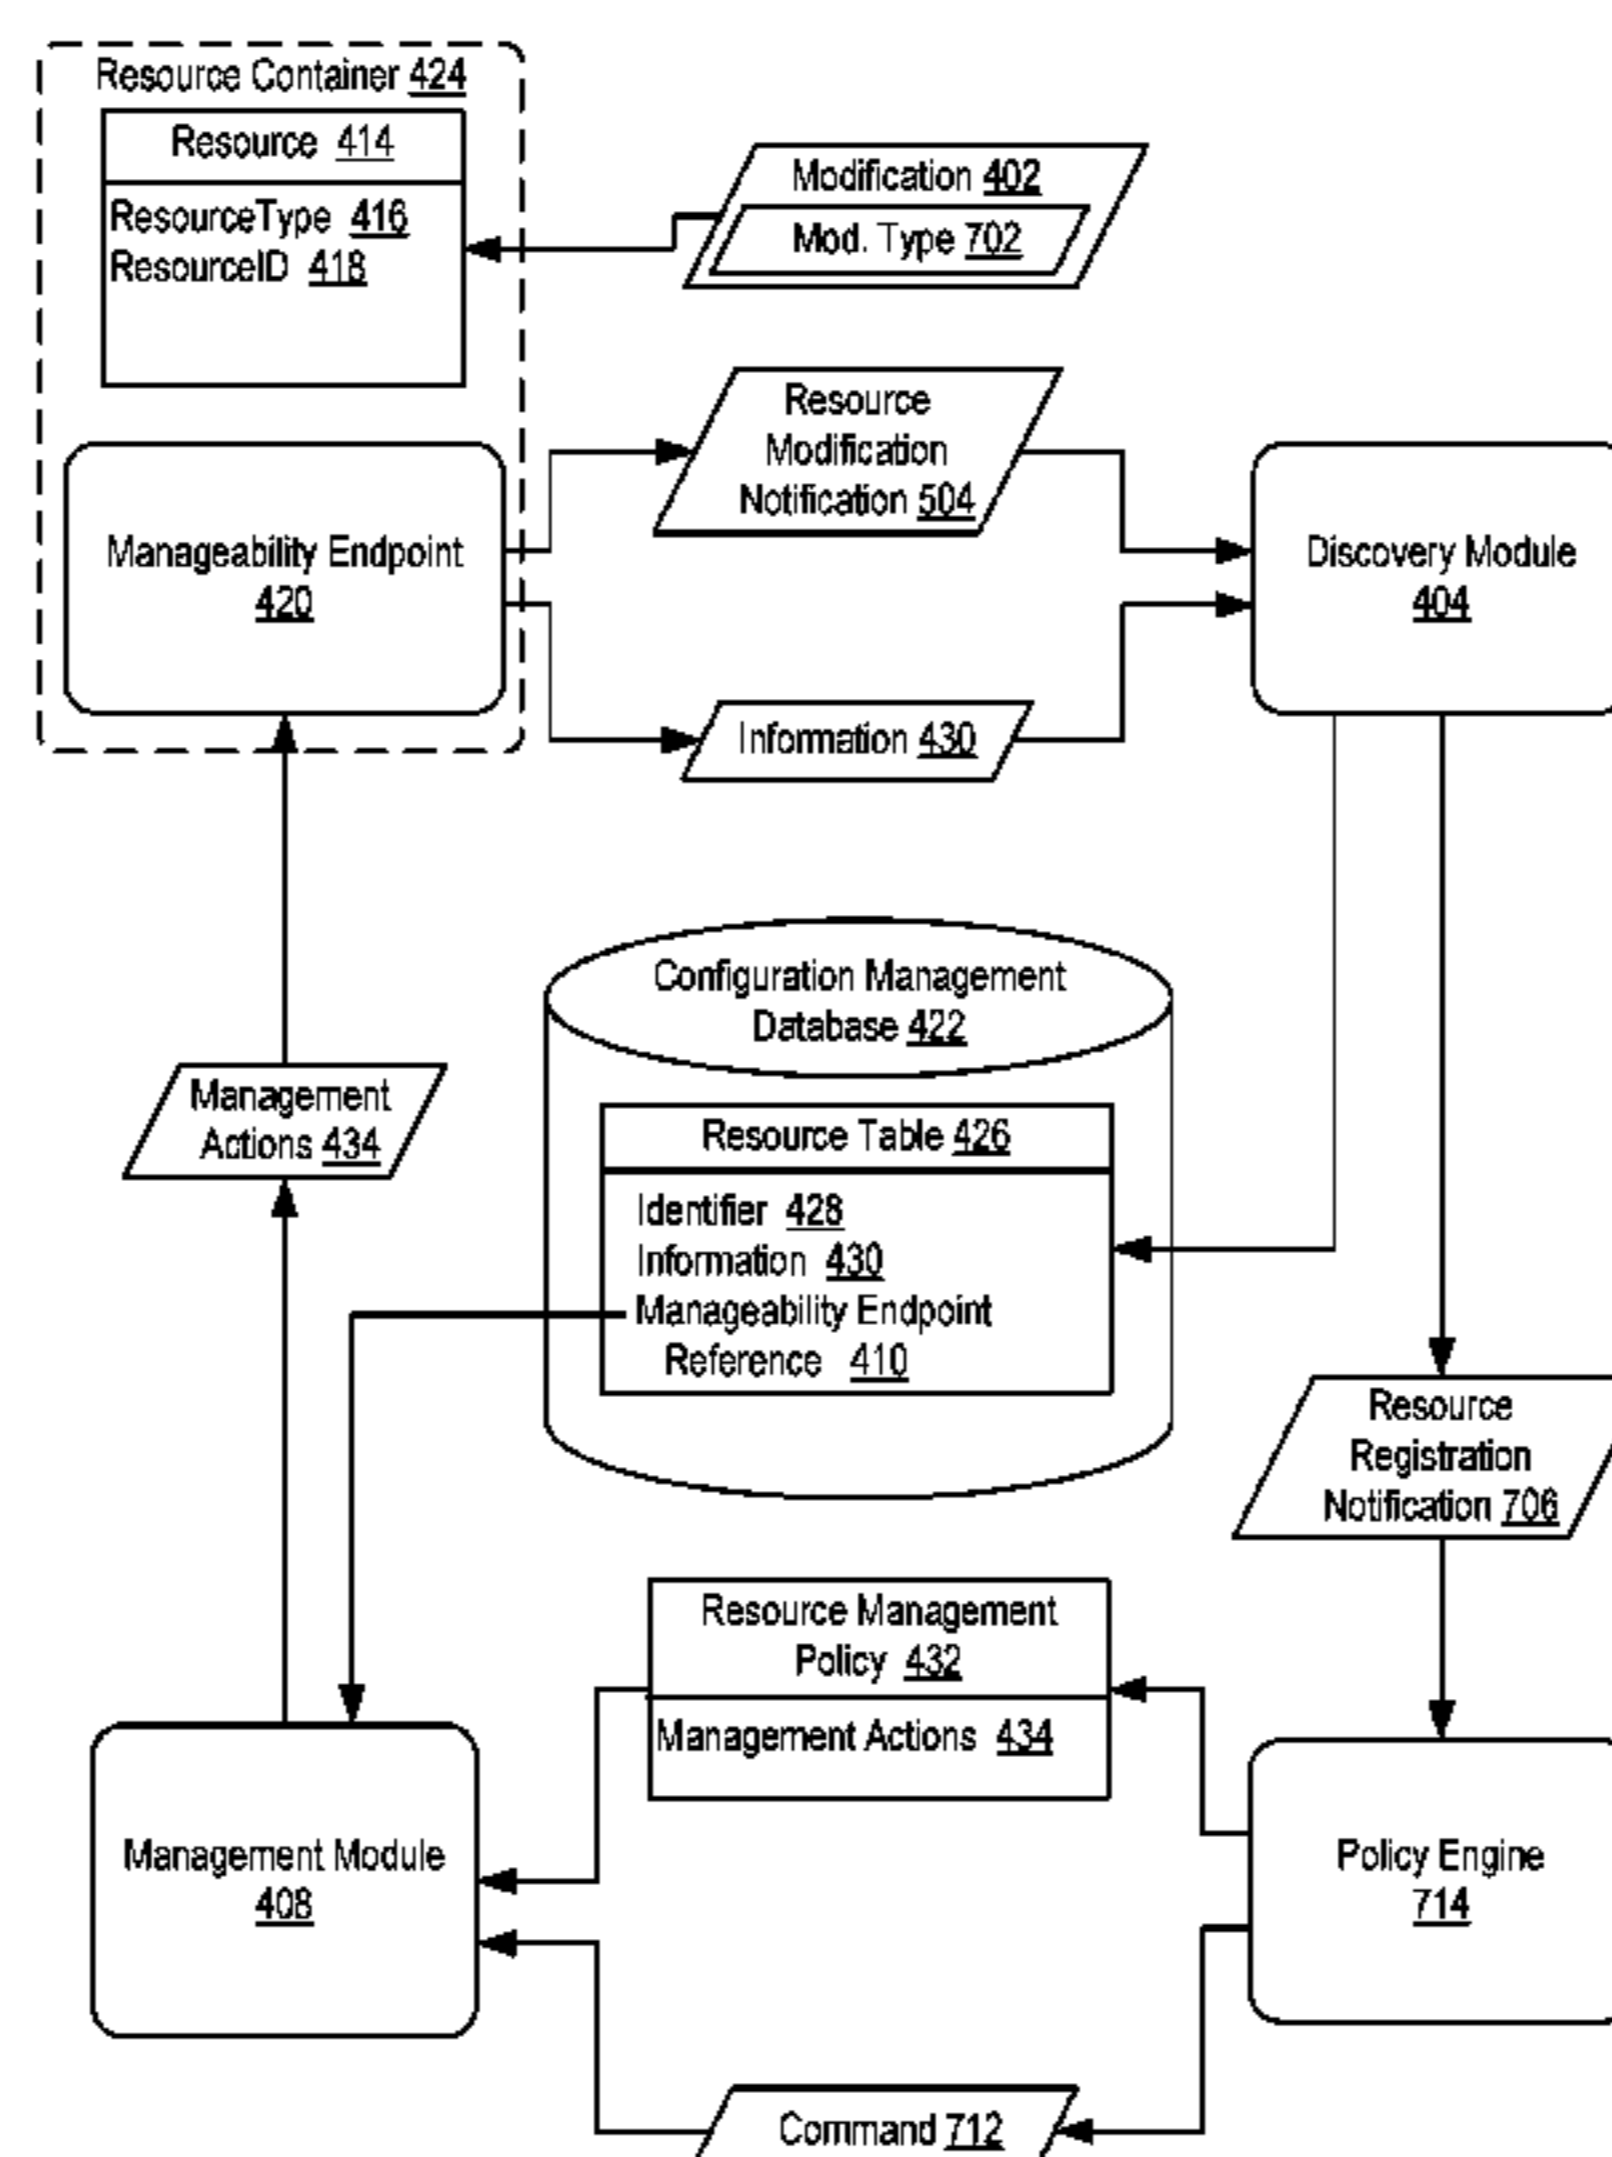 Resource Container 424
Resource 414
ResourceType 416
ResourceID 418
Modification 402
Mod. Type 702
Resource
Modification
Notification 504
Manageability Endpoint
420
Discovery Module
404
Information 430
Configuration Management
Database 422
Management
Actions 434
Resource Table 426
Identifier 428
Information 430
Manageability Endpoint
Reference 410
Resource
Registration
Notification 706
Resource Management
Policy 432
Management Actions 434
Management Module
408
Policy Engine
714
Command 712